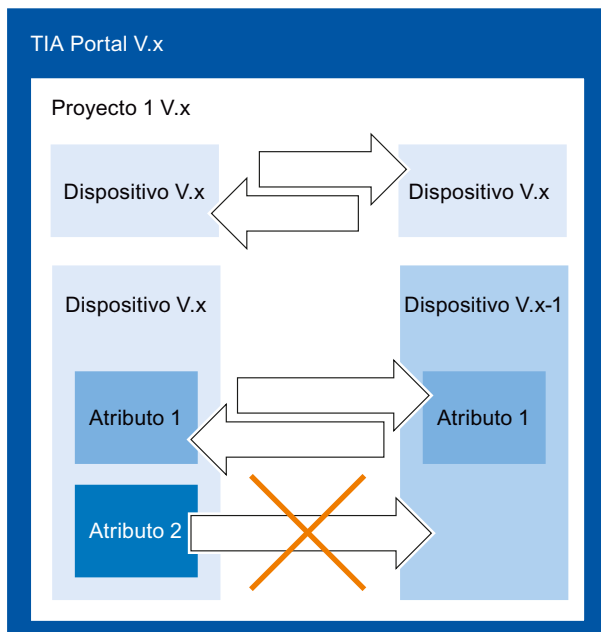 TIA Portal V.x
Proyecto 1 V.x
Dispositivo V.x
Dispositivo V.x
Dispositivo V.x
Dispositivo V.x-1
Atributo 1
Atributo 1
Atributo 2